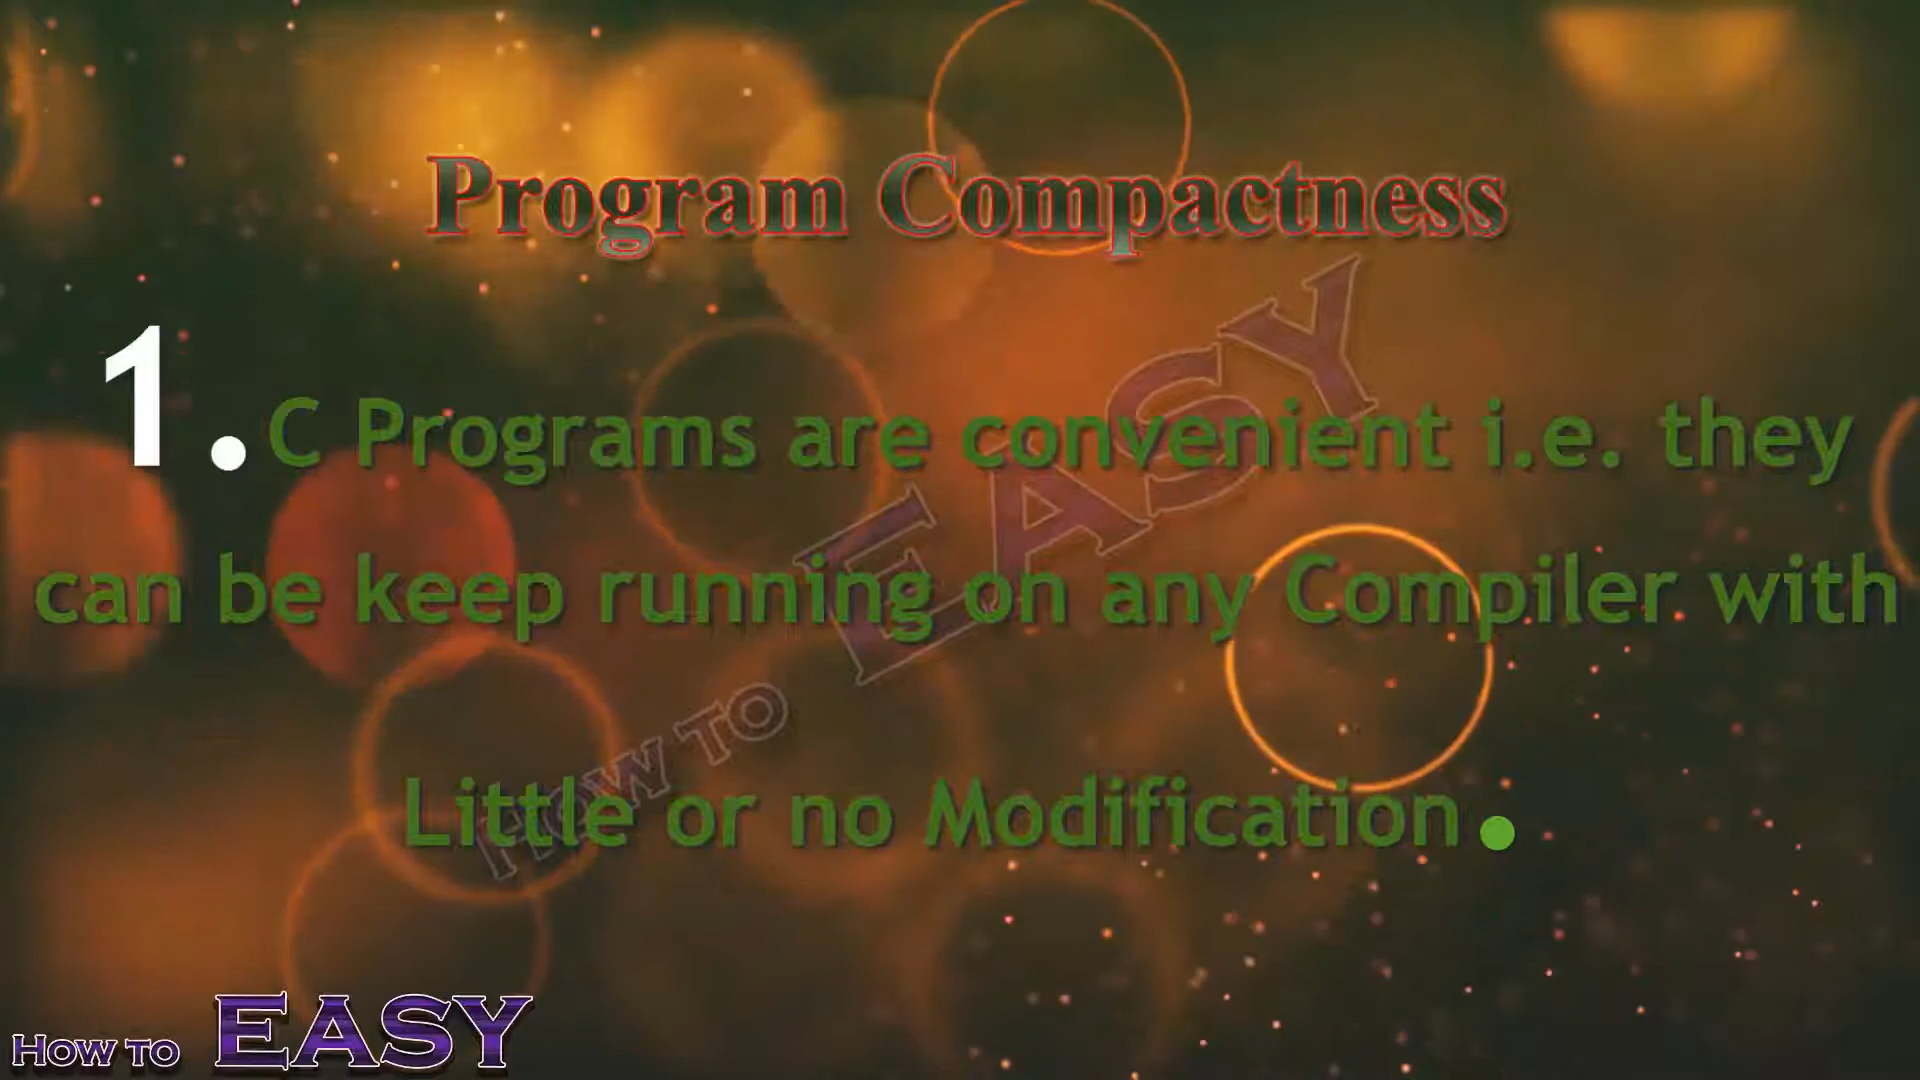 Program Compactness
1. C Programs are convenient i.e. they
can be keep running on any Compiler with
Little or no Modification.
How to EASY
How to EASY